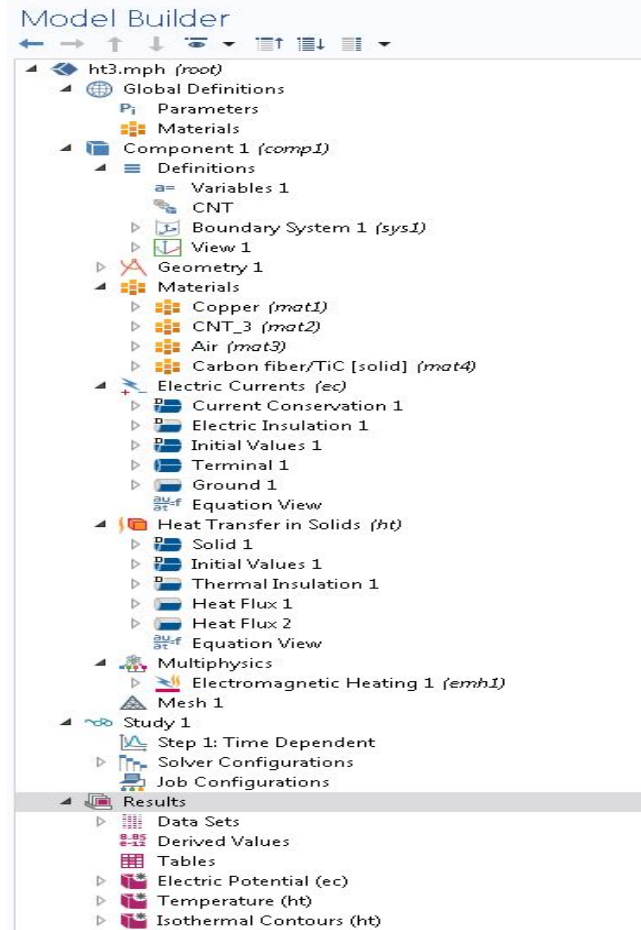 Model Builder
ht3.mph (root)
Global Definitions
Pi Parameters
Materials
Component 1 (comp1)
Definitions
a= Variables 1
CNT
Boundary System 1 (sys1)
View 1
Geometry 1
Materials
Copper (mat1)
CNT_3 (mat2)
Air (mat3)
Carbon fiber/TiC [solid] (mat4)
Electric Currents (ec)
Current Conservation 1
Electric Insulation 1
Initial Values 1
Terminal 1
Ground 1
Equation View
Heat Transfer in Solids (ht)
Solid 1
Initial Values 1
Thermal Insulation 1
Heat Flux 1
Heat Flux 2
Equation View
Multiphysics
Electromagnetic Heating 1 (emh1)
Mesh 1
Study 1
Step 1: Time Dependent
Solver Configurations
Job Configurations
Results
Data Sets
8.85 e-12 Derived Values
Tables
Electric Potential (ec)
Temperature (ht)
Isothermal Contours (ht)